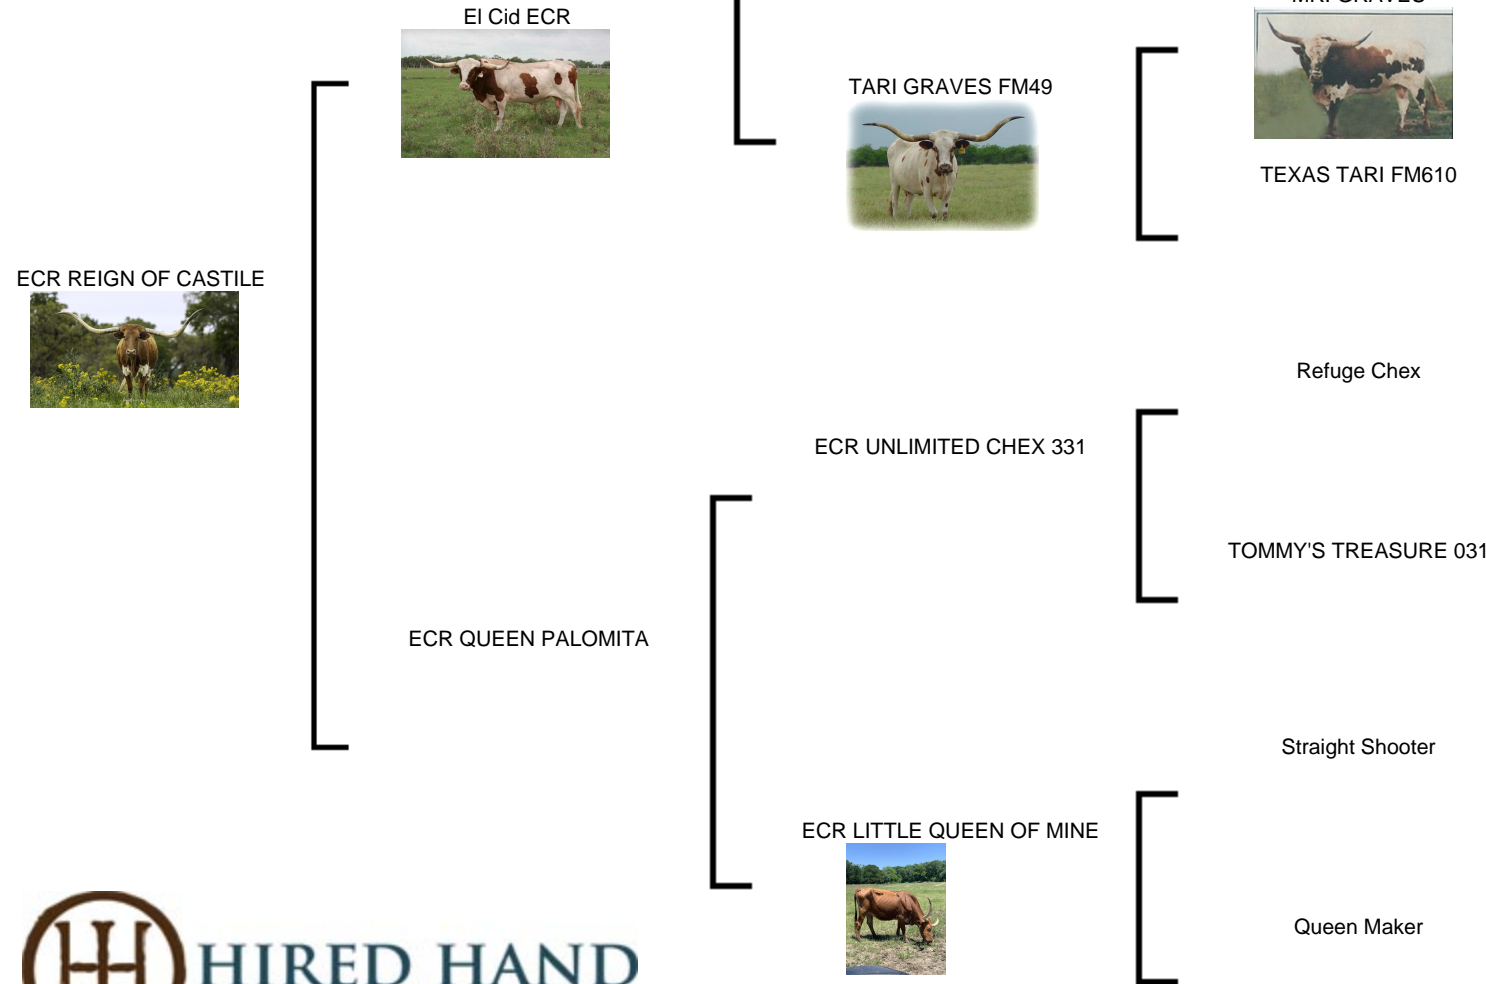 El Cid ECR
TARI GRAVES FM49
TEXAS TARI FM610
ECR REIGN OF CASTILE
Refuge Chex
ECR UNLIMITED CHEX 331
TOMMY'S TREASURE 031
ECR QUEEN PALOMITA
Straight Shooter
ECR LITTLE QUEEN OF MINE
Queen Maker
HIRED HAND